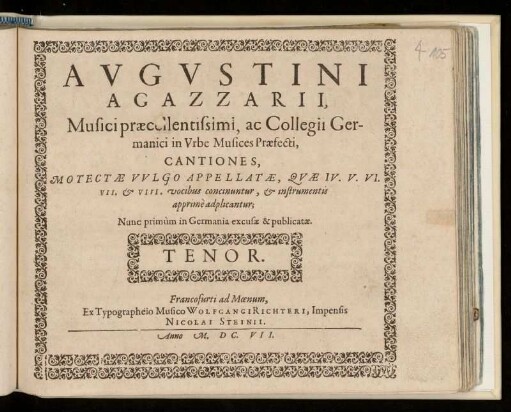 4-105
AVGVSTINI
AGAZZARII,
Musici præcellentissimi, ac Collegii Ger-
manici in Vrbe Musices Præfecti,
CANTIONES,
MOTECTÆ VVLGO APPELLATÆ, QVÆ IV. V. VI.
VII. & VIII. vocibus concinuntur, & instrumentis
apprimè adplicantur;
Nunc primùm in Germania excusæ & publicatæ.
TENOR.
Francofurti ad Mœnum,
Ex Typographeio Musico WOLFGANGI RICHTERI, Impensis
NICOLAI STEINII.
Anno M. DC. VII.